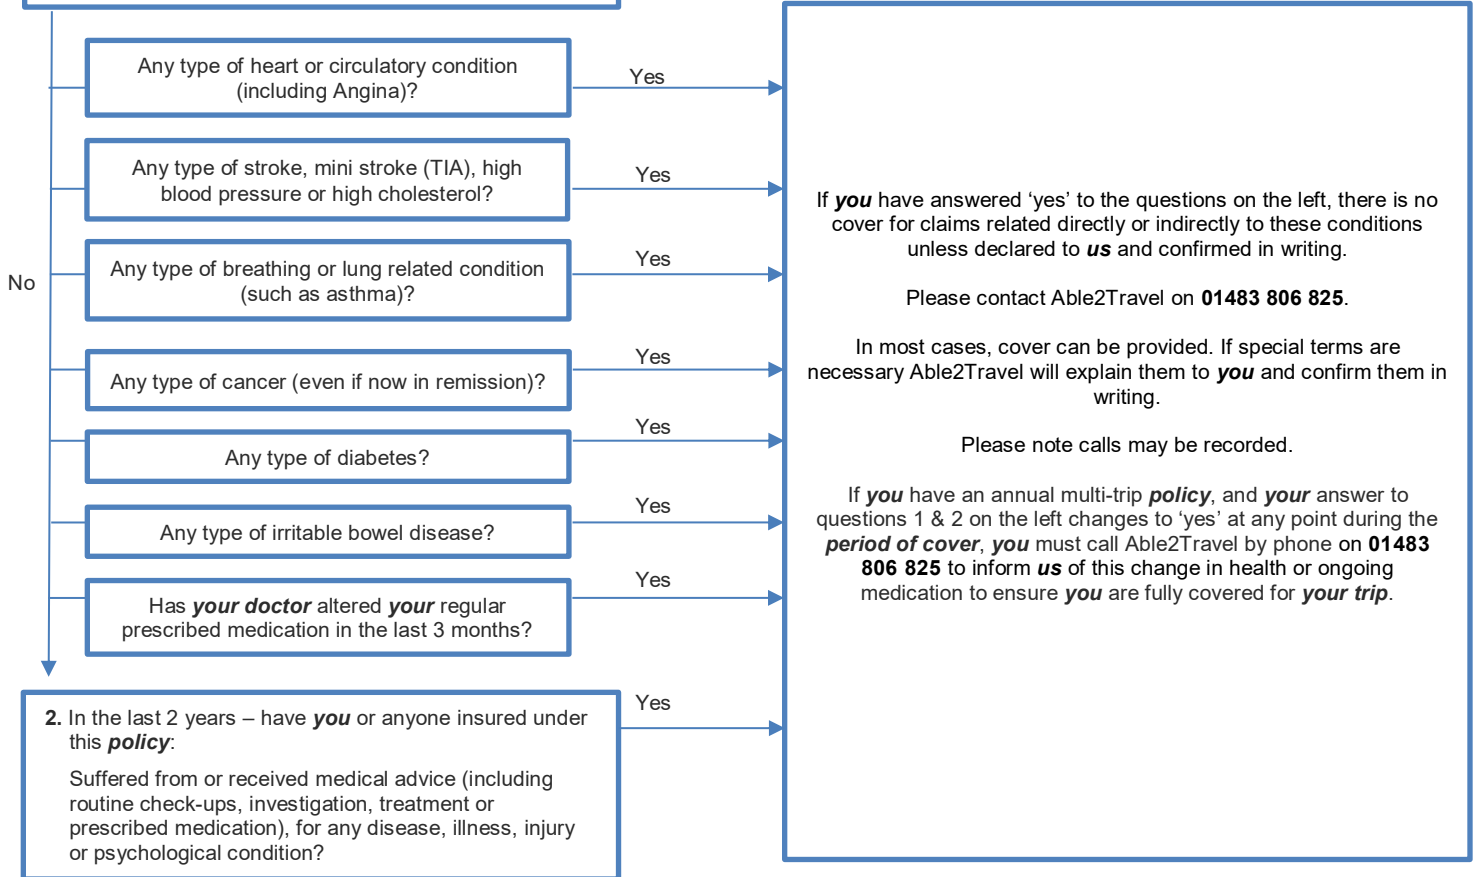 Any type of heart or circulatory condition
(including Angina)?
Yes
Any type of stroke, mini stroke (TIA), high
blood pressure or high cholesterol?
Yes
Any type of breathing or lung related condition
(such as asthma)?
Yes
No
Any type of cancer (even if now in remission)?
Yes
Any type of diabetes?
Yes
Any type of irritable bowel disease?
Yes
Has your doctor altered your regular
prescribed medication in the last 3 months?
Yes
2. In the last 2 years – have you or anyone insured under
this policy:
Suffered from or received medical advice (including
routine check-ups, investigation, treatment or
prescribed medication), for any disease, illness, injury
or psychological condition?
Yes
If you have answered ‘yes’ to the questions on the left, there is no
cover for claims related directly or indirectly to these conditions
unless declared to us and confirmed in writing.
Please contact Able2Travel on 01483 806 825.
In most cases, cover can be provided. If special terms are
necessary Able2Travel will explain them to you and confirm them in
writing.
Please note calls may be recorded.
If you have an annual multi-trip policy, and your answer to
questions 1 & 2 on the left changes to ‘yes’ at any point during the
period of cover, you must call Able2Travel by phone on 01483
806 825 to inform us of this change in health or ongoing
medication to ensure you are fully covered for your trip.